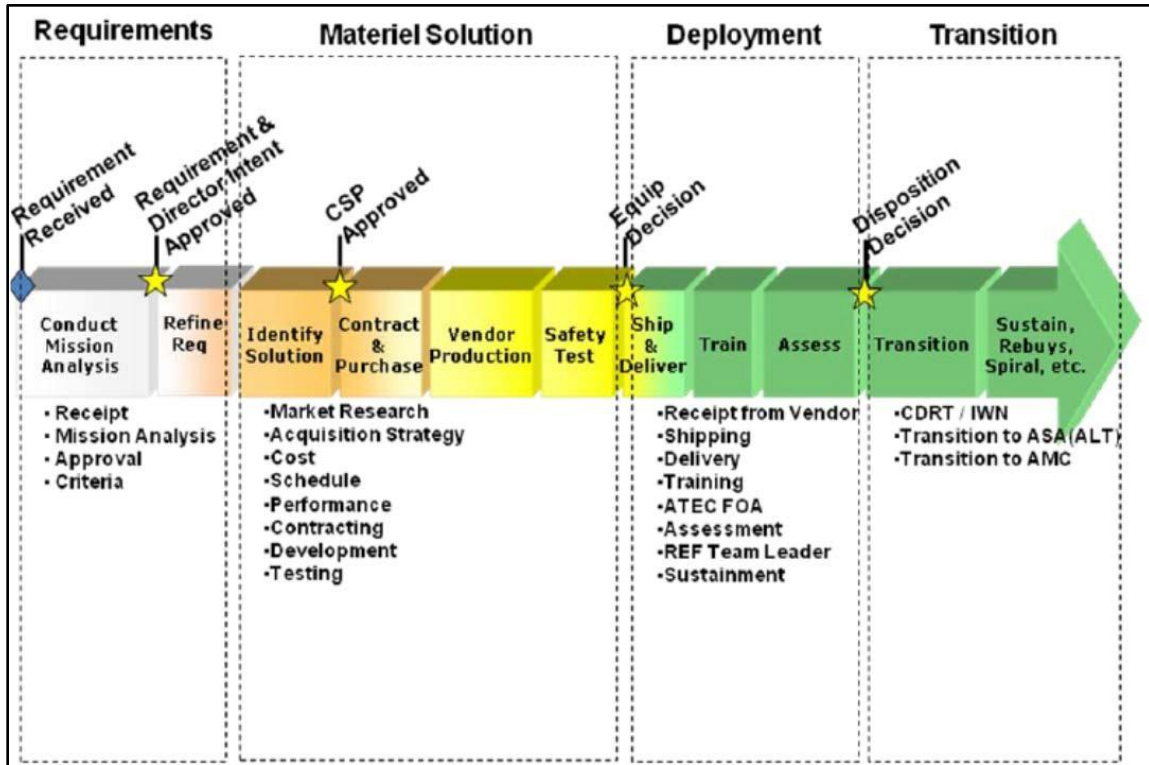 Requirements
Materiel Solution
Deployment
Transition
Requirement
Received
Requirement &
Director Intent
Approved
CSP
Approved
Equip
Decision
Disposition
Decision
Conduct
Mission
Analysis
Refine
Req
Identify
Solution
Contract
&
Purchase
Vendor
Production
Safety
Test
Ship
&
Deliver
Train
Assess
Transition
Sustain,
Rebuys,
Spiral, etc.
• Receipt
• Mission Analysis
• Approval
• Criteria
•Market Research
•Acquisition Strategy
•Cost
•Schedule
•Performance
•Contracting
•Development
•Testing
•Receipt from Vendor
•Shipping
•Delivery
•Training
•ATEC FOA
•Assessment
•REF Team Leader
•Sustainment
•CDRT / IWN
•Transition to ASA(ALT)
•Transition to AMC